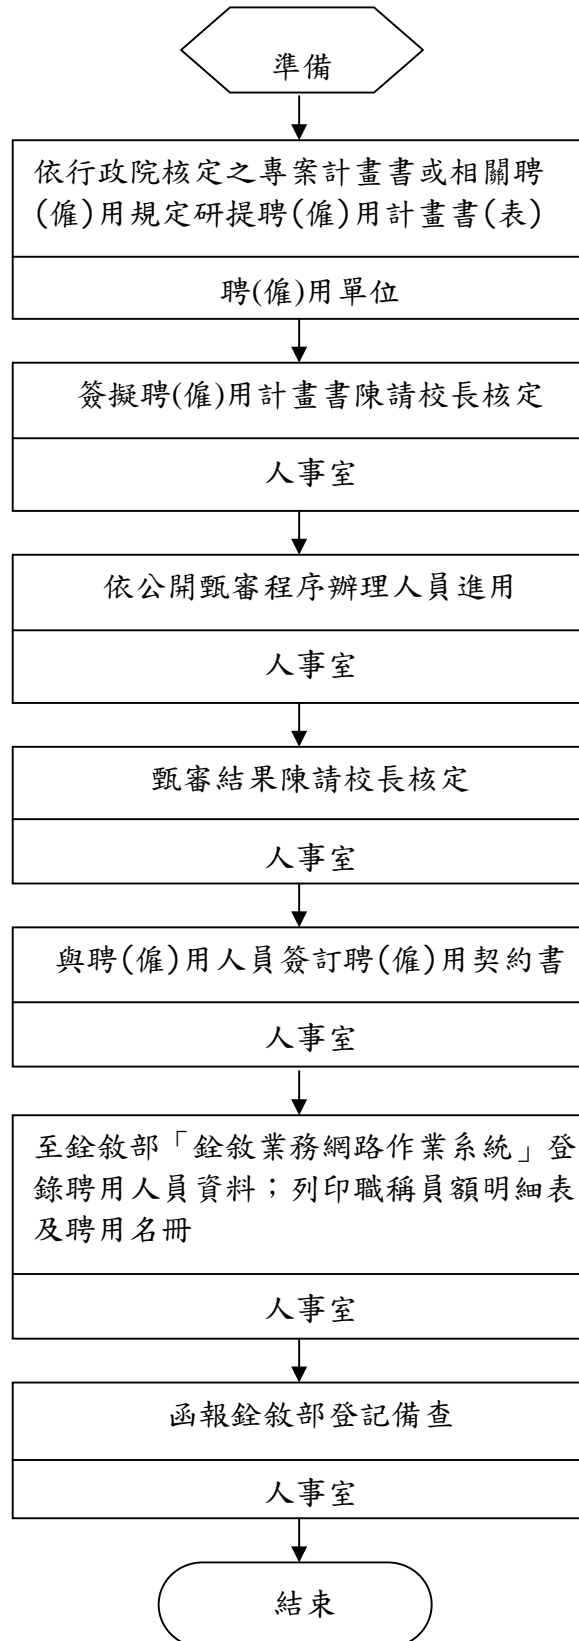 準備
依行政院核定之專案計畫書或相關聘
(僱)用規定研提聘(僱)用計畫書(表)
聘(僱)用單位
簽擬聘(僱)用計畫書陳請校長核定
人事室
依公開甄審程序辦理人員進用
人事室
甄審結果陳請校長核定
人事室
與聘(僱)用人員簽訂聘(僱)用契約書
人事室
至銓敘部「銓敘業務網路作業系統」登
錄聘用人員資料；列印職稱員額明細表
及聘用名冊
人事室
函報銓敘部登記備查
人事室
結束